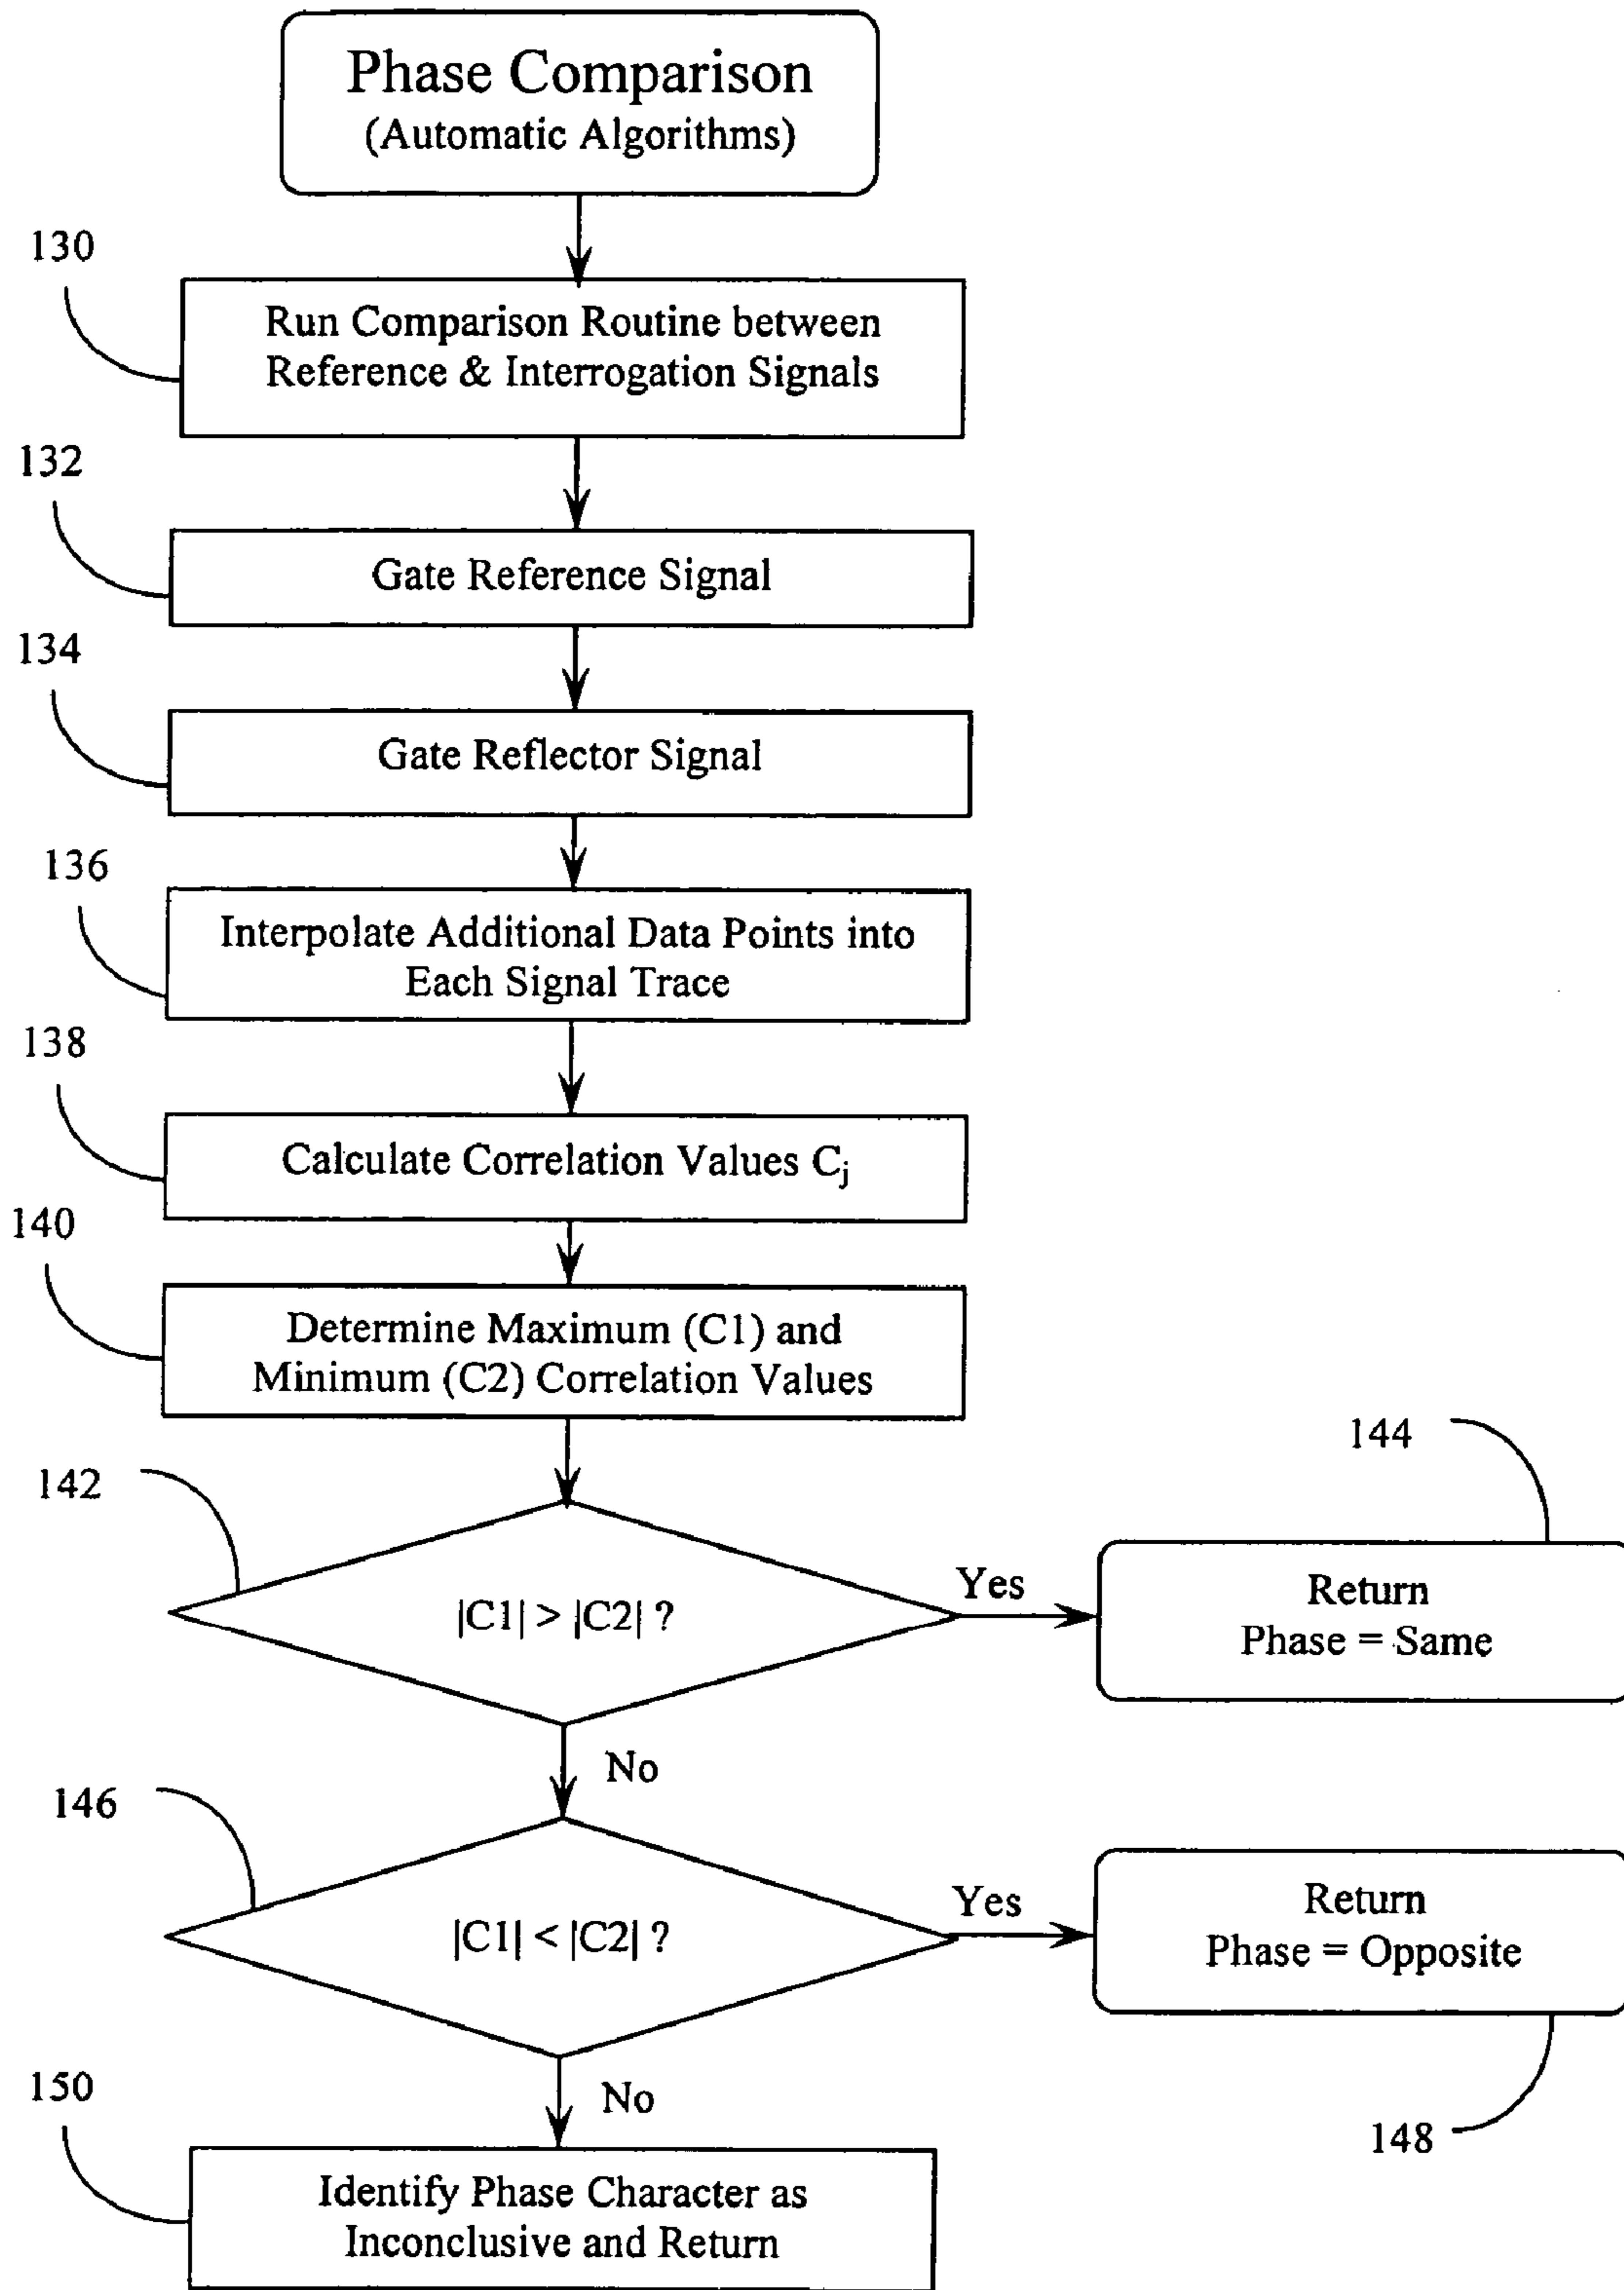 Phase Comparison
(Automatic Algorithms)
130
Run Comparison Routine between
Reference & Interrogation Signals
132
Gate Reference Signal
134
Gate Reflector Signal
136
Interpolate Additional Data Points into
Each Signal Trace
138
Calculate Correlation Values Cj
140
Determine Maximum (C1) and
Minimum (C2) Correlation Values
142
|C1| > |C2| ?
Yes
144
Return
Phase = Same
No
146
|C1| < |C2| ?
Yes
Return
Phase = Opposite
148
No
150
Identify Phase Character as
Inconclusive and Return